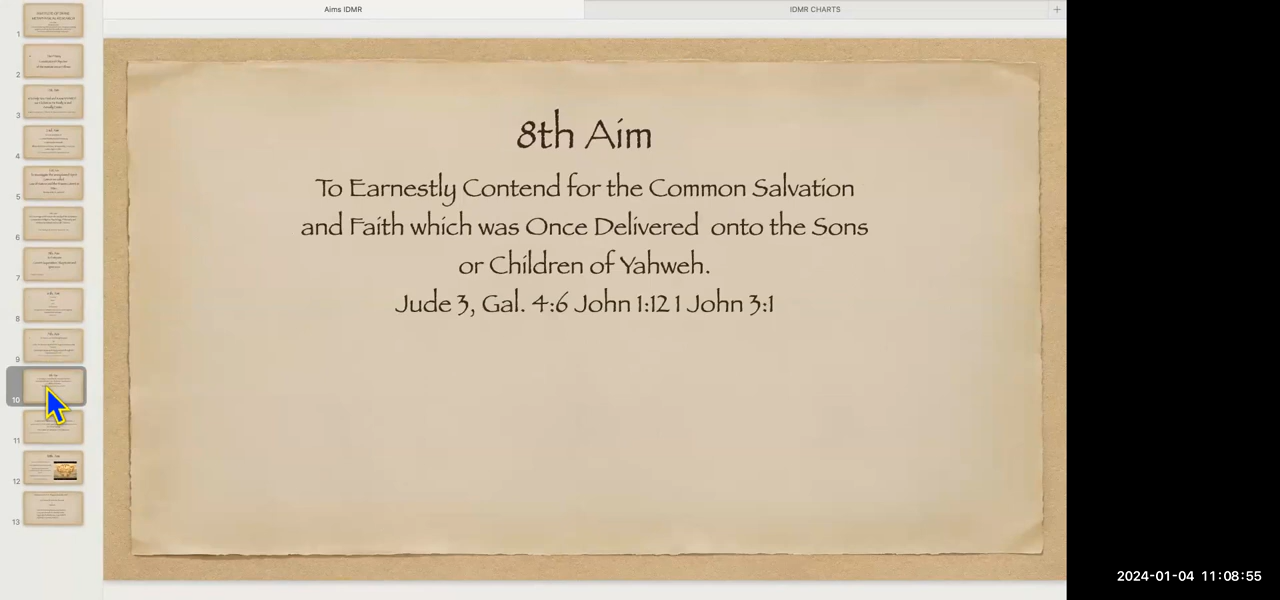 Aims IDMR
IDMR CHARTS
8th Aim
To Earnestly Contend for the Common Salvation
and Faith which was Once Delivered onto the Sons
or Children of Yahweh.
Jude 3, Gal. 4:6 John 1:12 1 John 3:1
1
2
3
4
5
6
7
8
9
10
11
12
13
2024-01-04 11:08:55